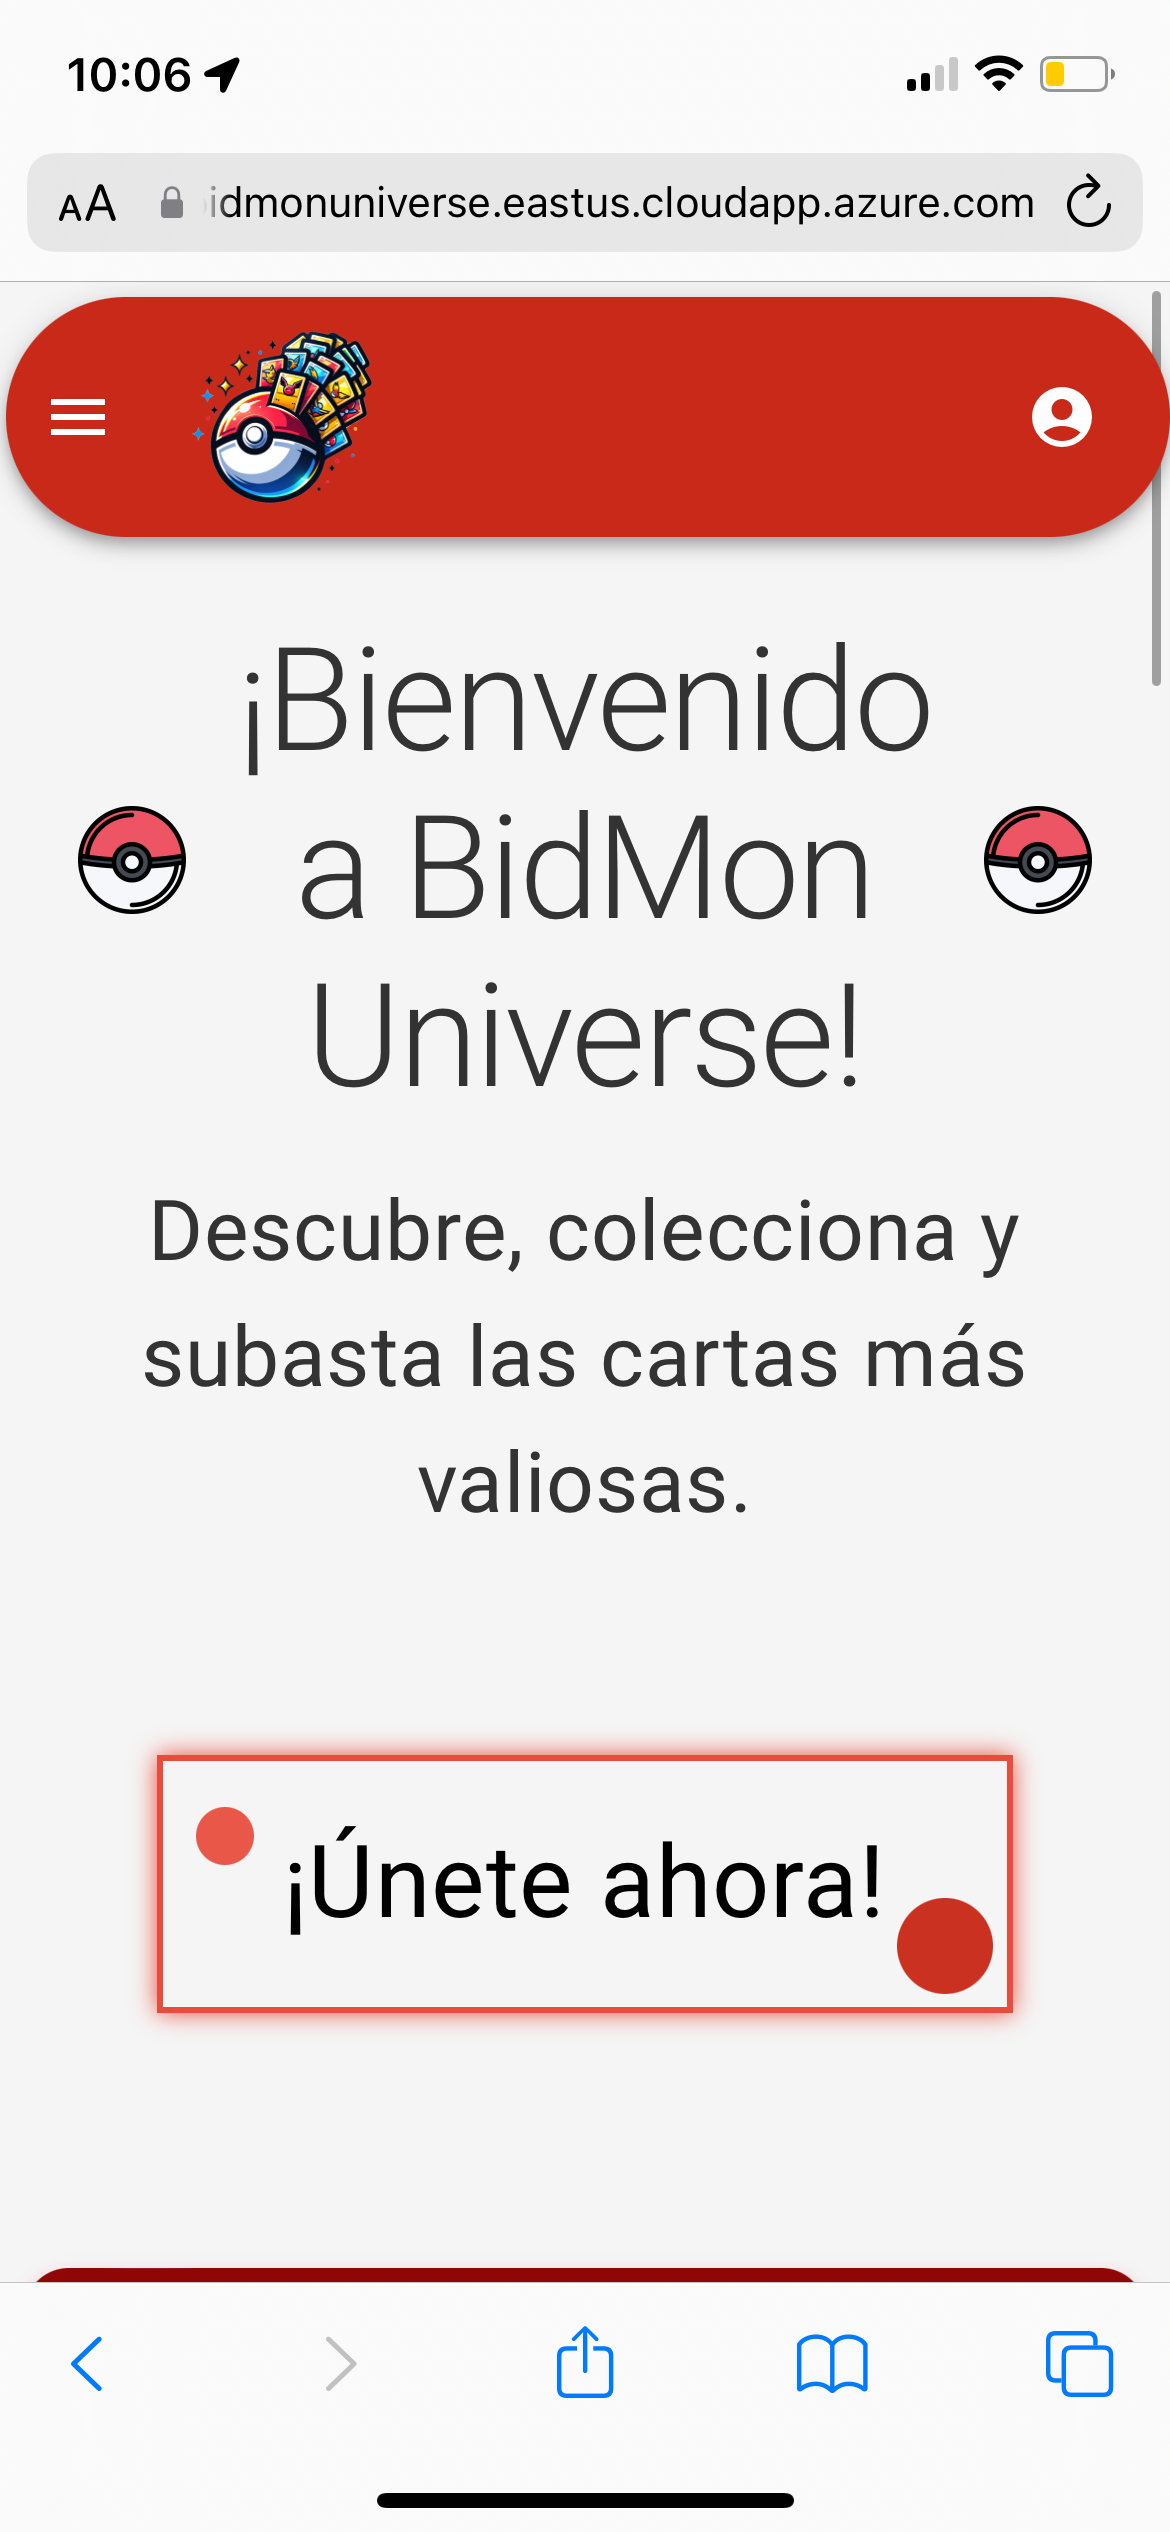 10:06
AA idmonuniverse.eastus.cloudapp.azure.com
¡Bienvenido
a BidMon
Universe!
Descubre, colecciona y
subasta las cartas más
valiosas.
¡Únete ahora!